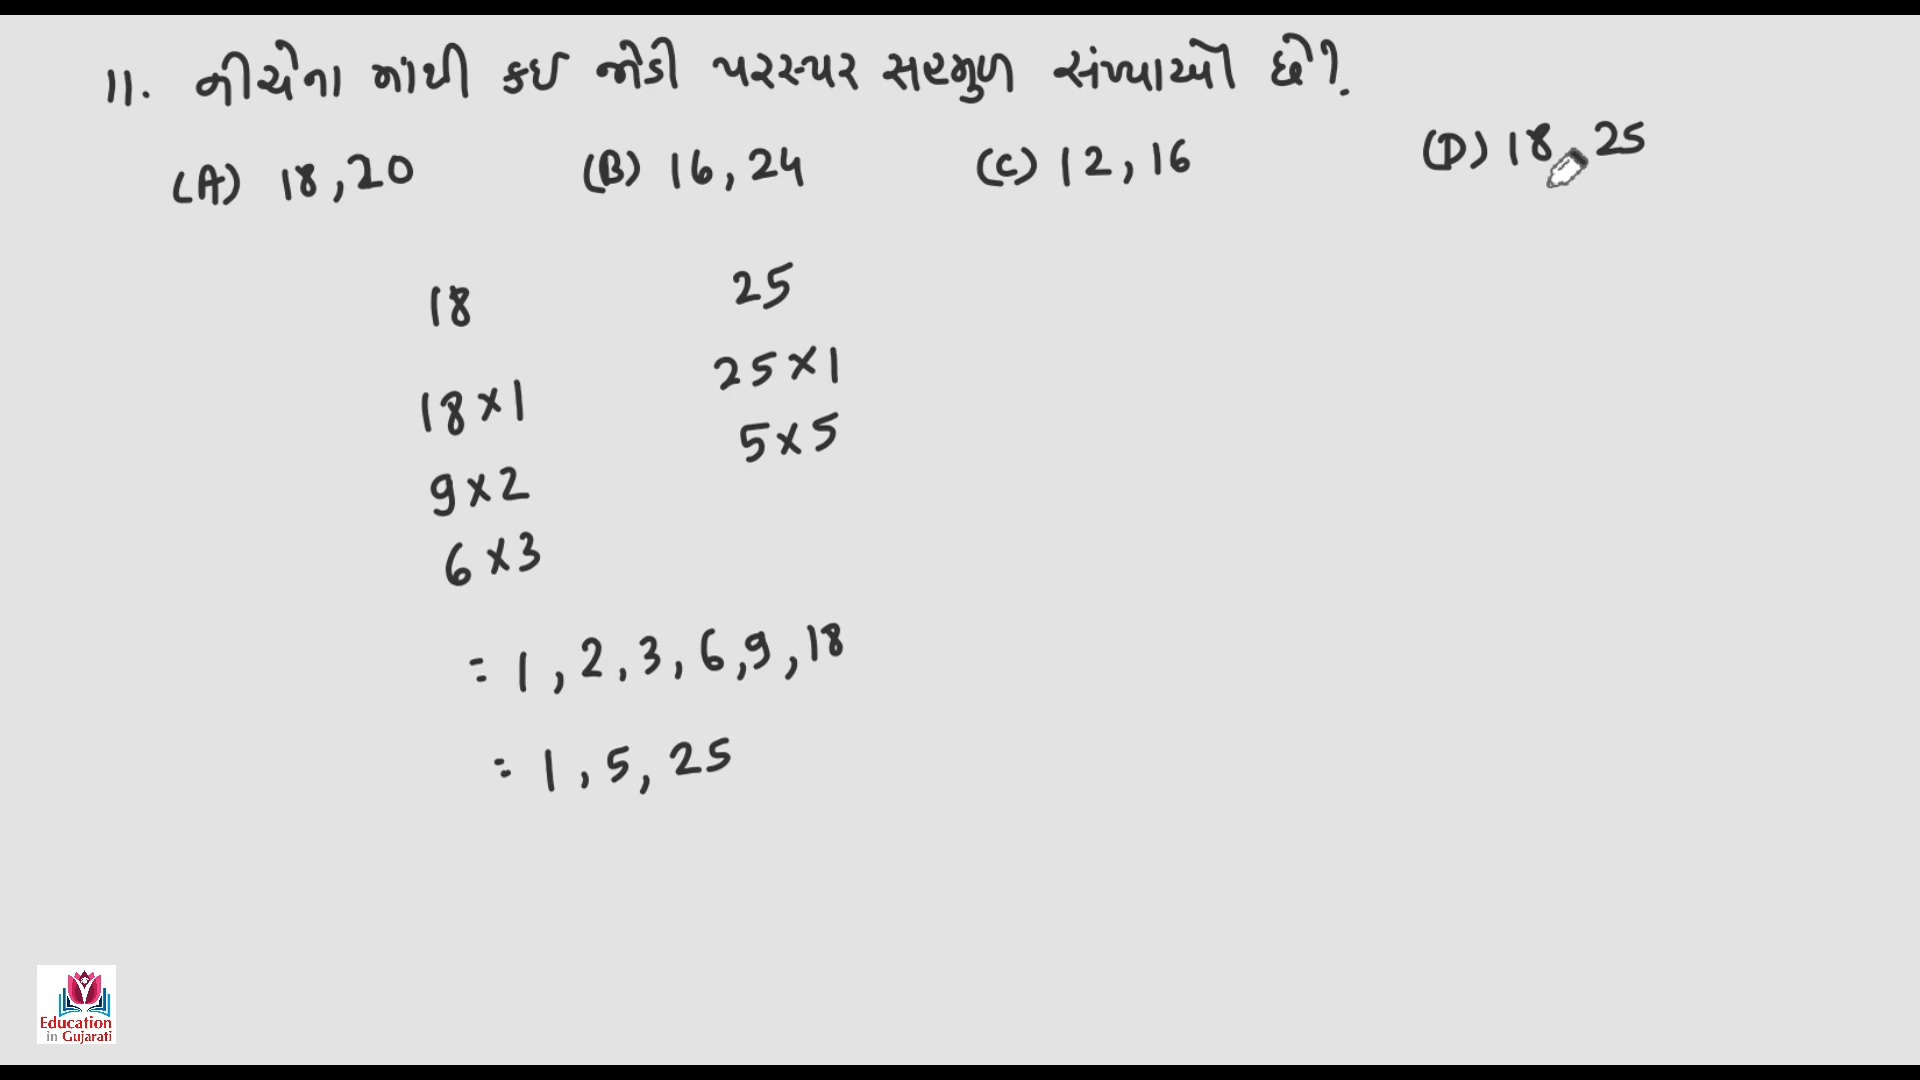 11. નીચેના માંથી કઈ જોડી પરસ્પર સહમુળ સંખ્યાઓ છે?
(A) 18, 20 (B) 16, 24 (C) 12, 16 (D) 18, 25
18 25
18 × 1 25 × 1
9 × 2 5 × 5
6 × 3
= 1, 2, 3, 6, 9, 18
= 1, 5, 25
Education
in Gujarati